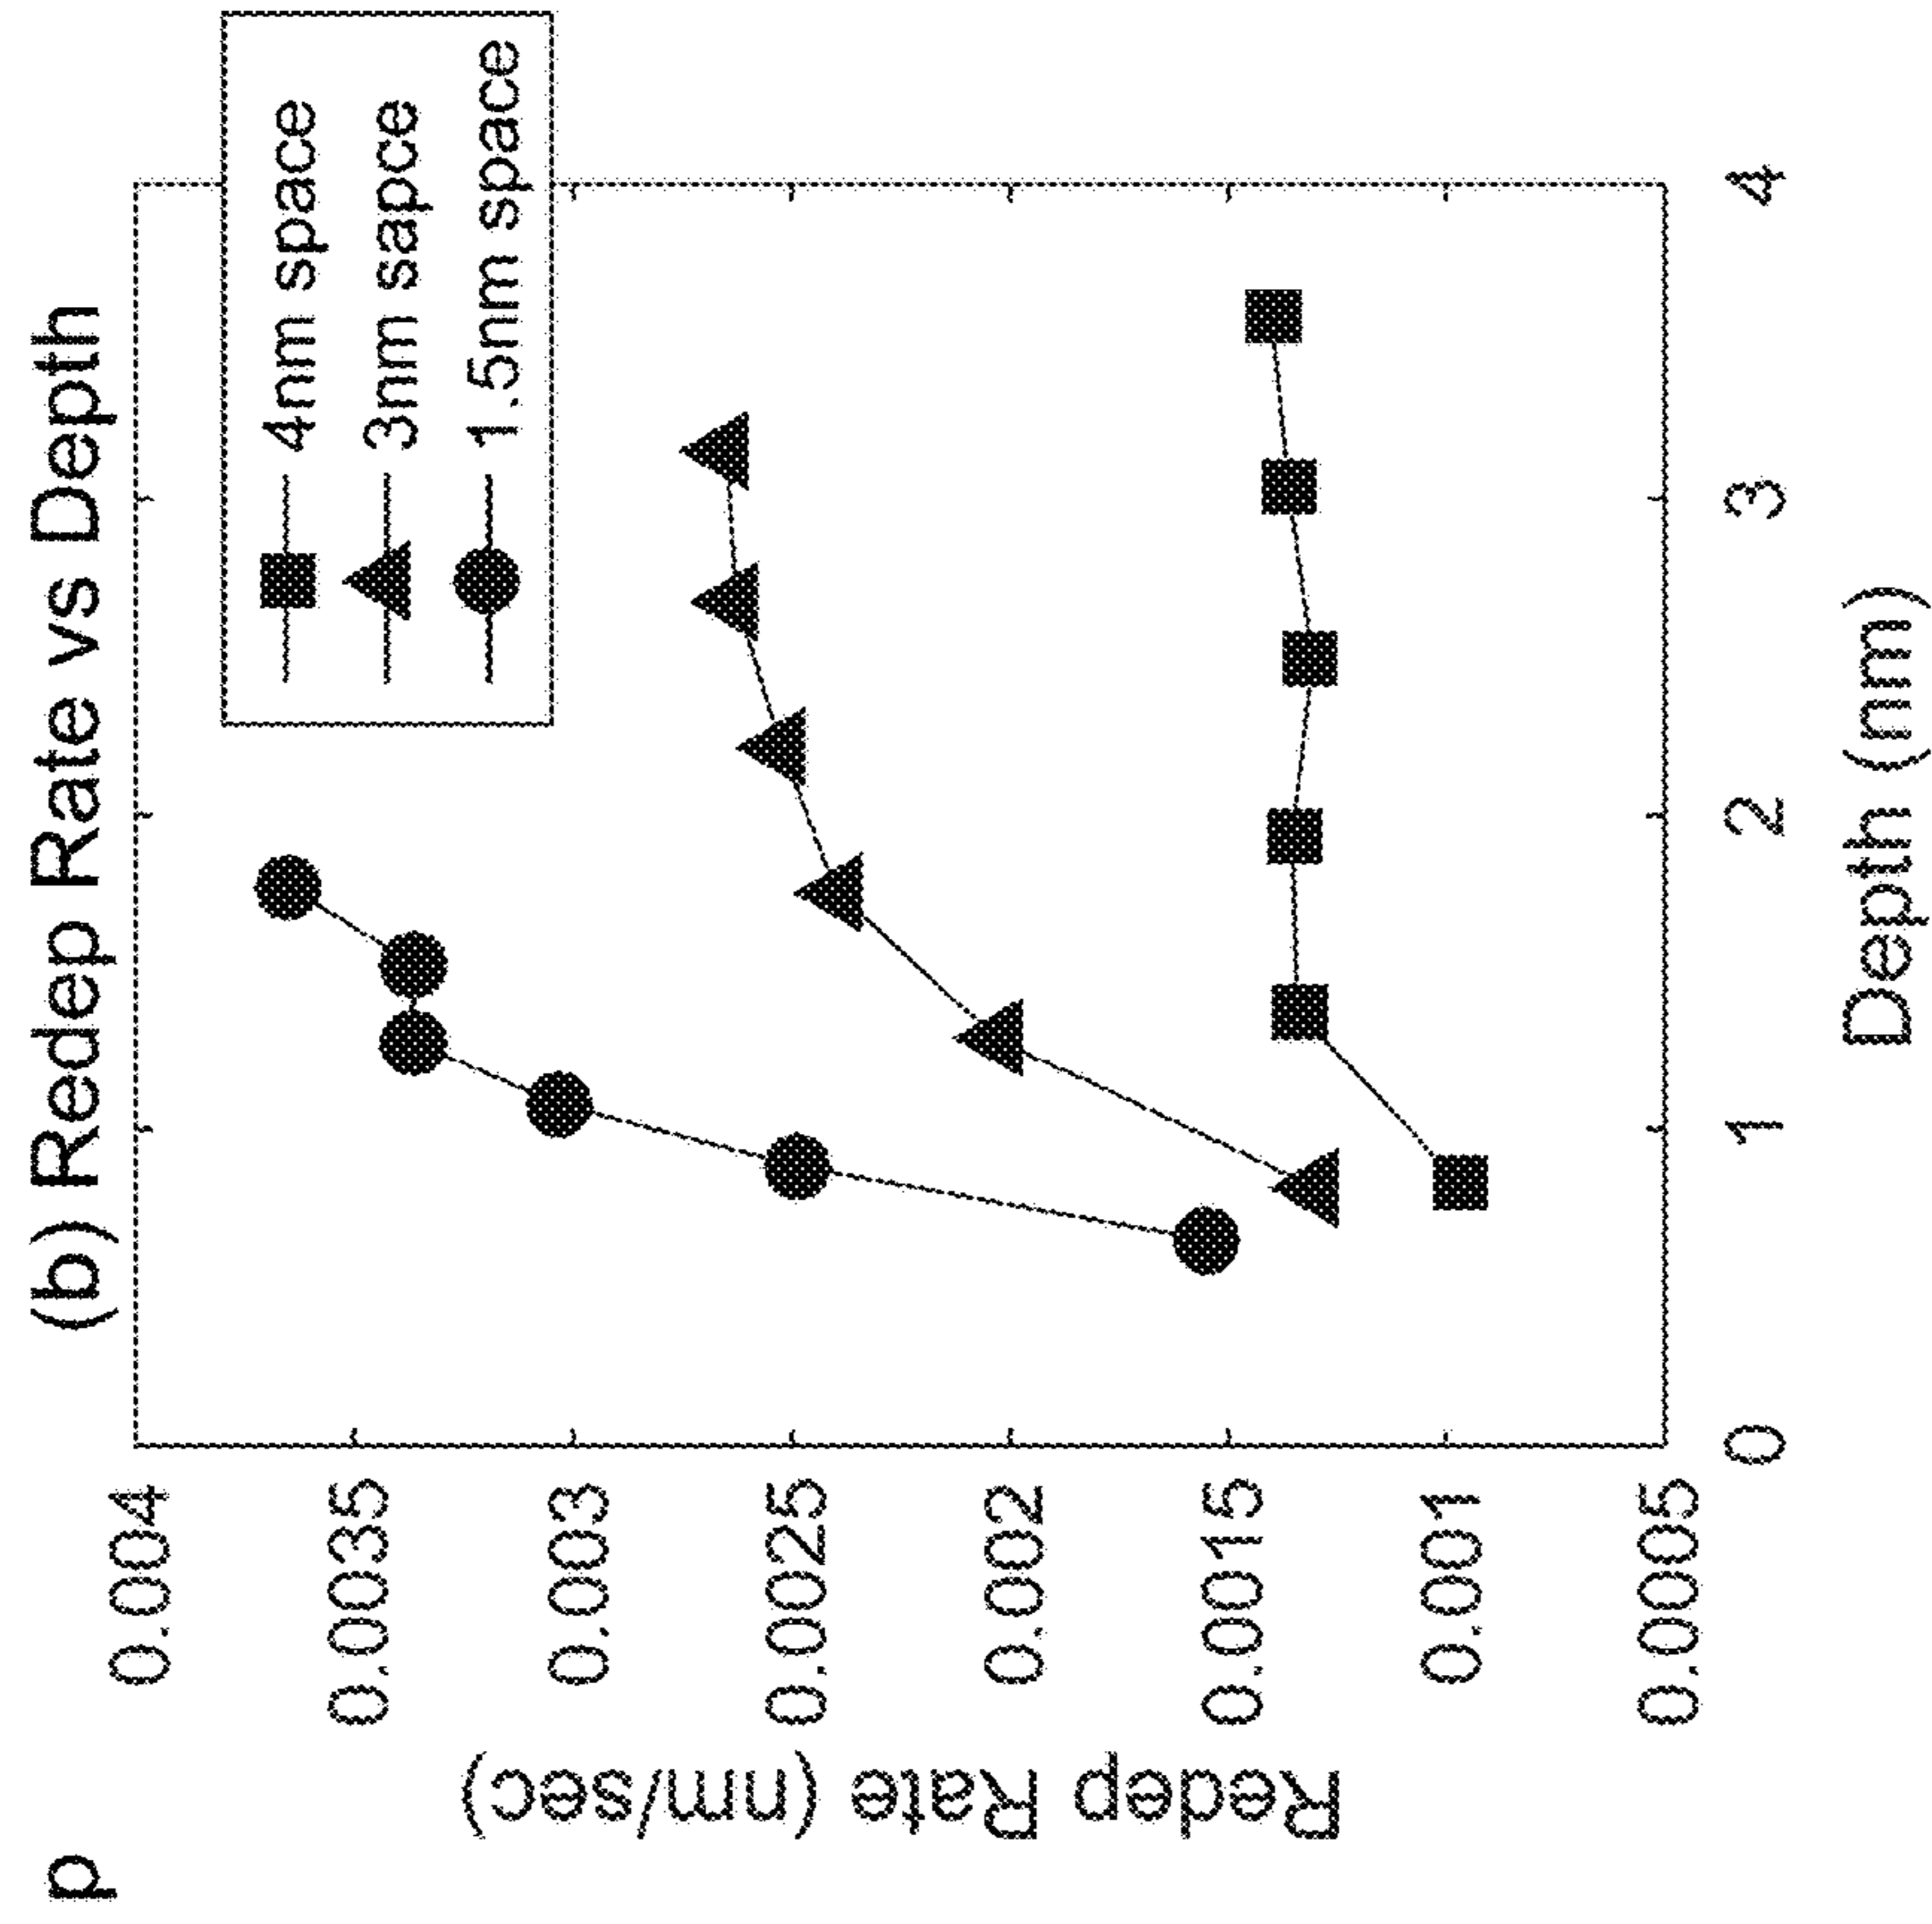 p
(b) Redep Rate vs Depth
4nm space
3nm sapce
1.5nm space
Redep Rate (nm/sec)
0.004
0.0035
0.003
0.0025
0.002
0.0015
0.001
0.0005
0 1 2 3 4
Depth (nm)